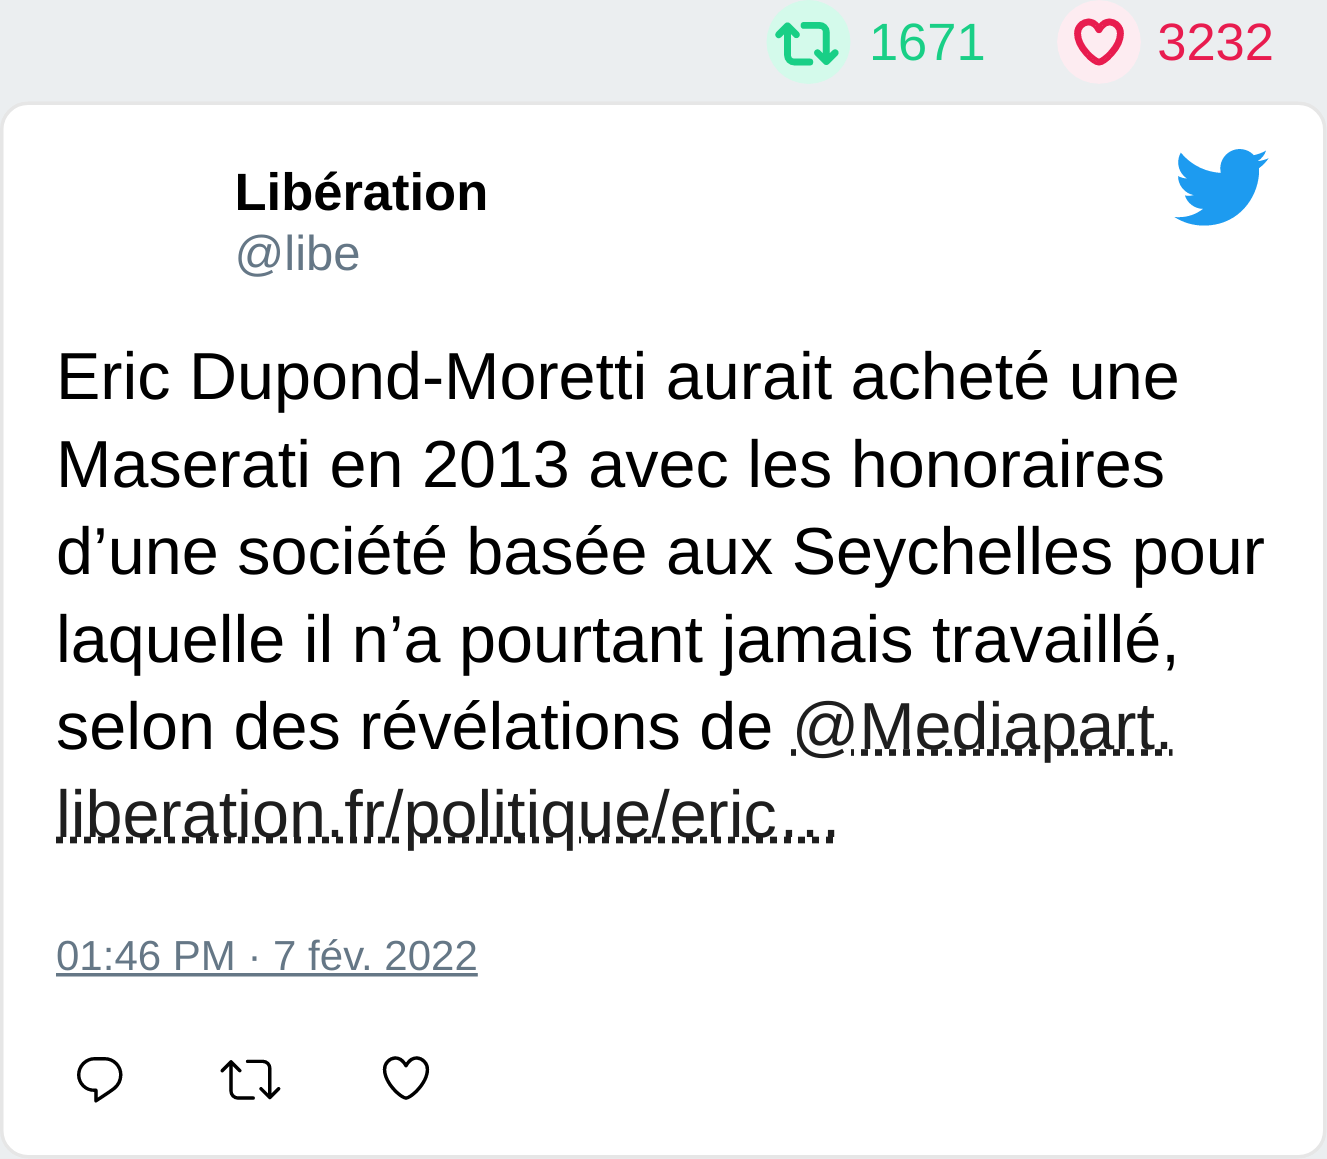 1671 3232
Libération
@libe
Eric Dupond-Moretti aurait acheté une
Maserati en 2013 avec les honoraires
d’une société basée aux Seychelles pour
laquelle il n’a pourtant jamais travaillé,
selon des révélations de @Mediapart.
liberation.fr/politique/eric…
01:46 PM · 7 fév. 2022